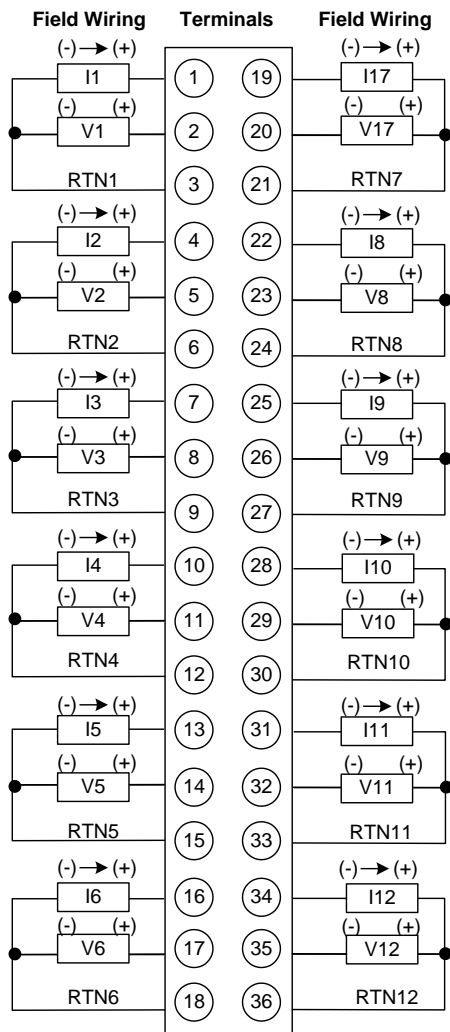 Field Wiring Terminals Field Wiring
(-) (+) (-) (+)
I1 1 19 I17
(-) (+) (-) (+)
V1 2 20 V17
RTN1 3 21 RTN7
(-) (+) (-) (+)
I2 4 22 I8
(-) (+) (-) (+)
V2 5 23 V8
RTN2 6 24 RTN8
(-) (+) (-) (+)
I3 7 25 I9
(-) (+) (-) (+)
V3 8 26 V9
RTN3 9 27 RTN9
(-) (+) (-) (+)
I4 10 28 I10
(-) (+) (-) (+)
V4 11 29 V10
RTN4 12 30 RTN10
(-) (+) (-) (+)
I5 13 31 I11
(-) (+) (-) (+)
V5 14 32 V11
RTN5 15 33 RTN11
(-) (+) (-) (+)
I6 16 34 I12
(-) (+) (-) (+)
V6 17 35 V12
RTN6 18 36 RTN12